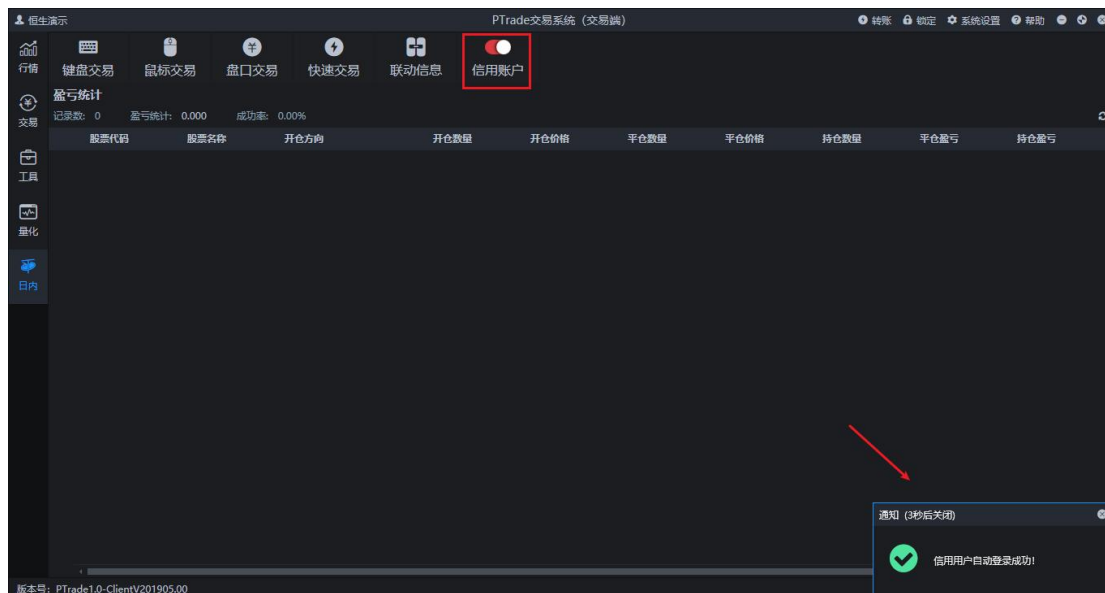 恒生演示 PTrade交易系统 (交易端) 转账 锁定 系统设置 帮助
行情 键盘交易 鼠标交易 盘口交易 快速交易 联动信息 信用账户
盈亏统计
交易 记录数: 0 盈亏统计: 0.000 成功率: 0.00%
股票代码 股票名称 开仓方向 开仓数量 开仓价格 平仓数量 平仓价格 持仓数量 平仓盈亏 持仓盈亏
工具
量化
日内
通知 (3秒后关闭)
信用用户自动登录成功!
版本号: PTrade1.0-ClientV201905.00